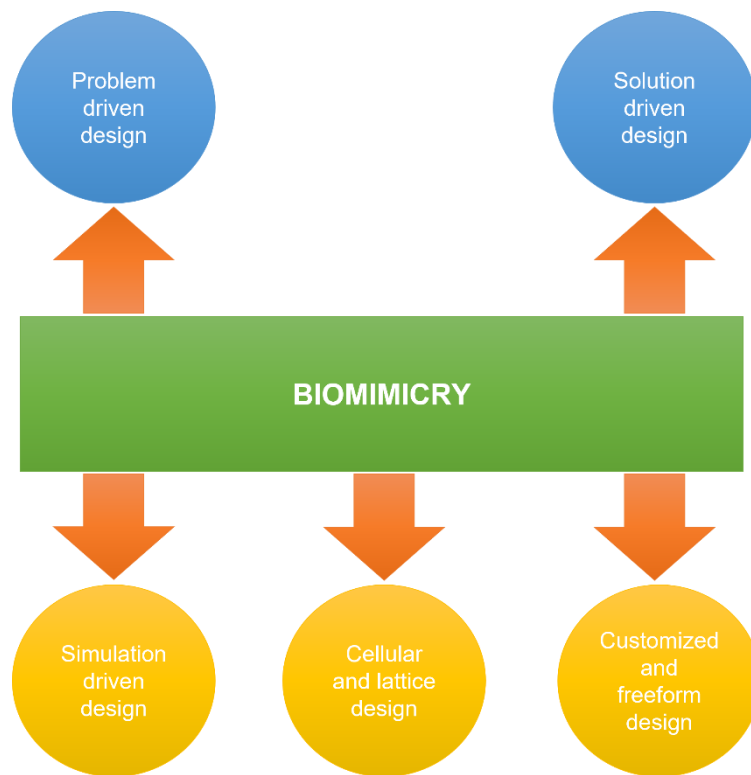 Problem
driven
design
Solution
driven
design
BIOMIMICRY
Simulation
driven
design
Cellular
and lattice
design
Customized
and
freeform
design